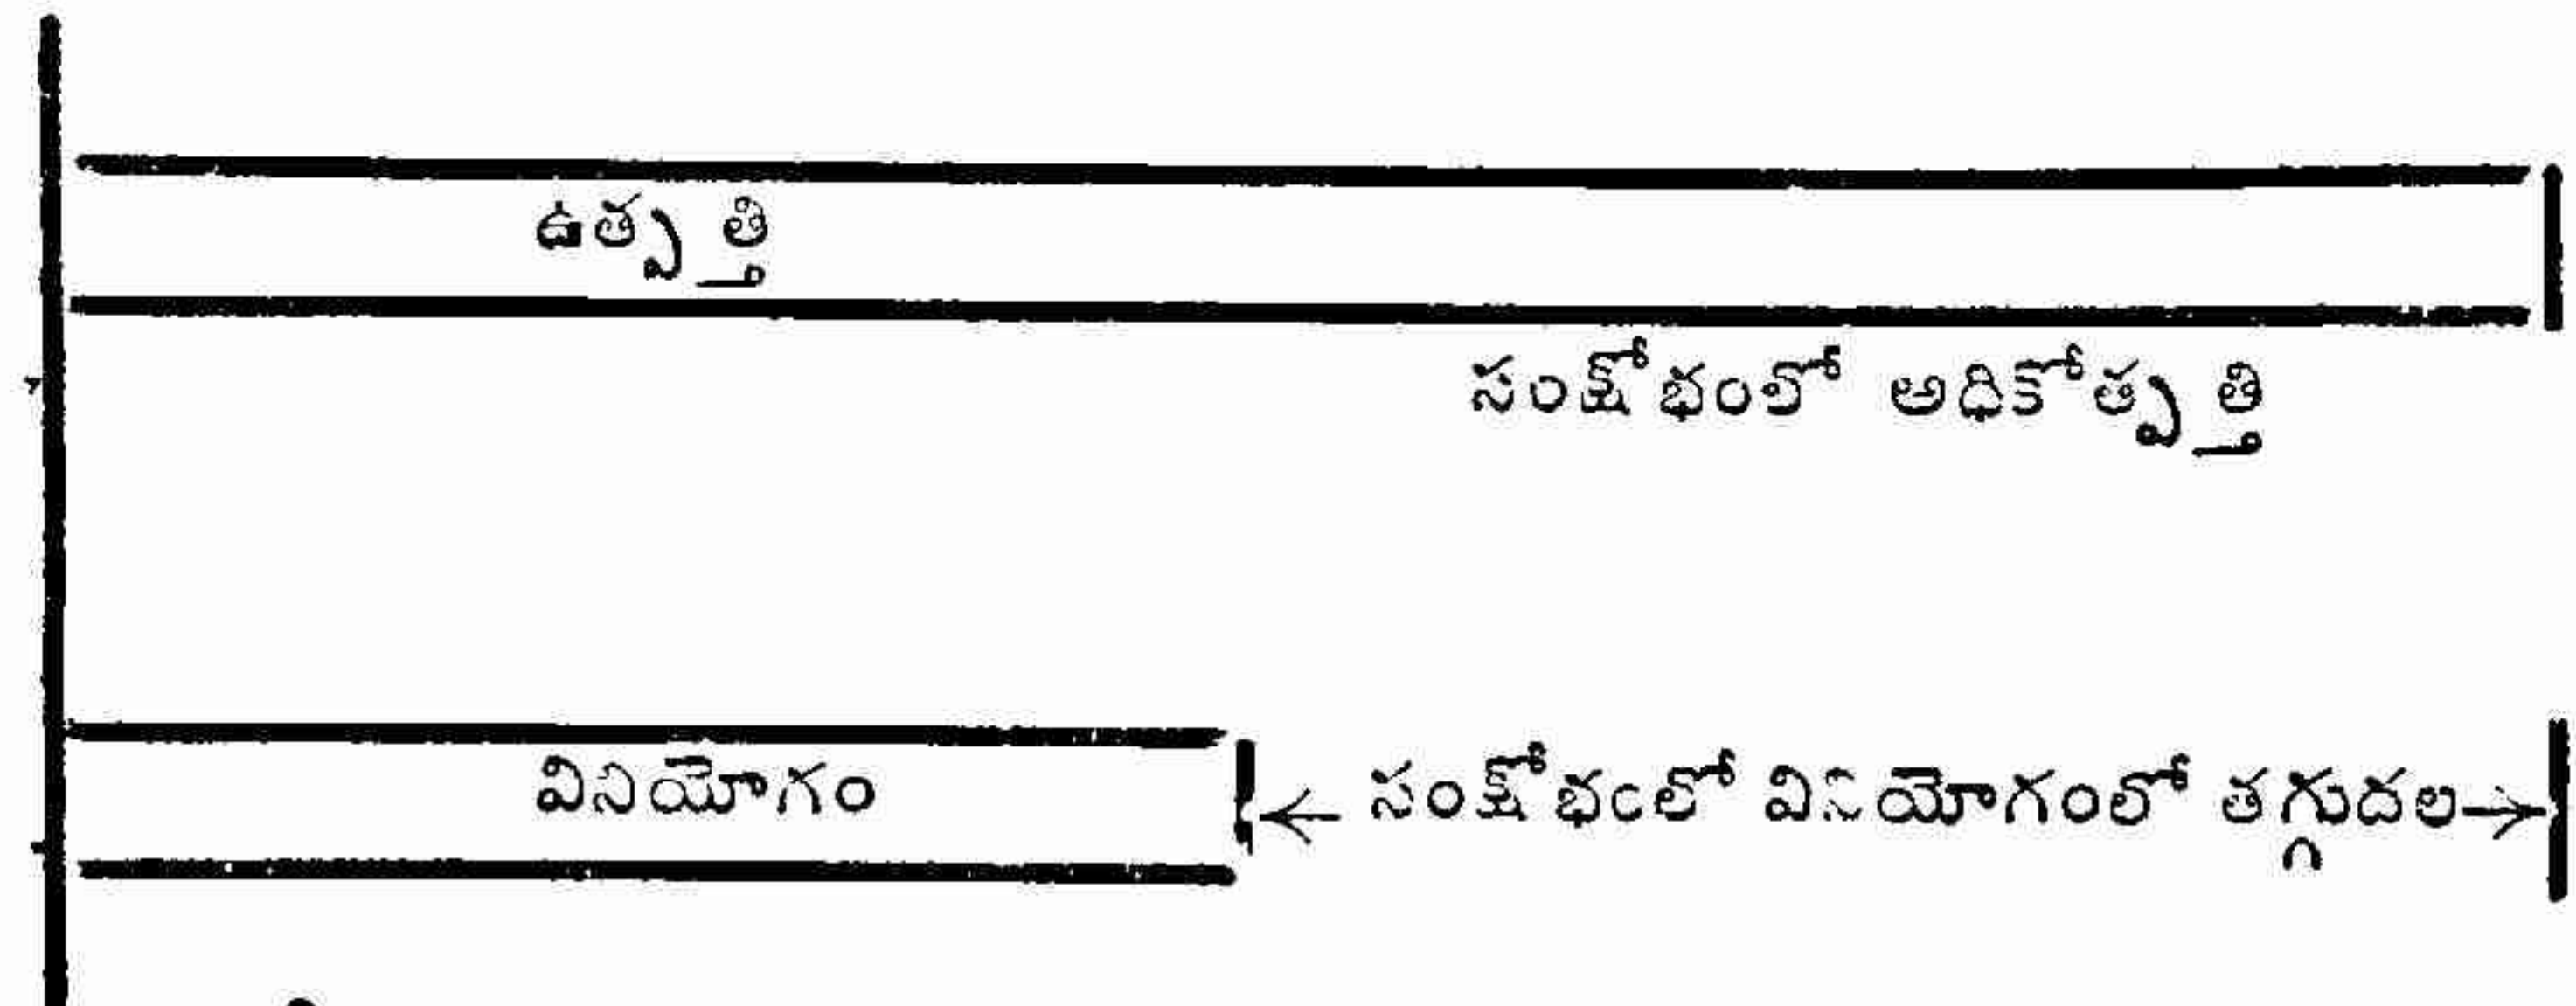 ఉత్పత్తి
సంక్షోభంలో అధికోత్పత్తి
వినియోగం
← సంక్షోభంలో వినియోగంలో తగ్గుదల→